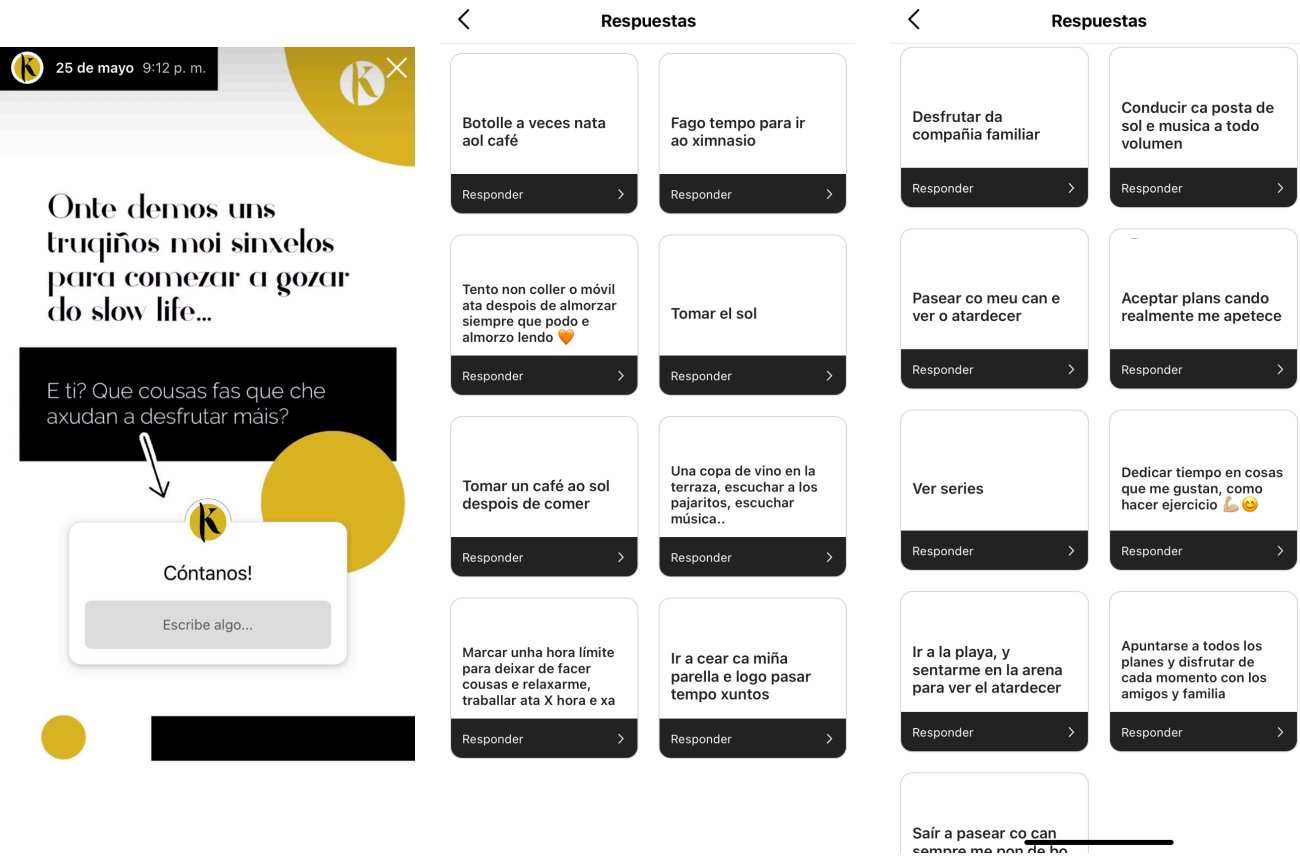 25 de mayo 9:12 p. m.
k
Onte demos uns
truqiños moi sinxelos
para comezar a gozar
do slow life...
E ti? Que cousas fas que che
axudan a desfrutar máis?
k
Cóntanos!
Escribe algo...
Respuestas
Botolle a veces nata
aol café
Responder
Fago tempo para ir
ao ximnasio
Responder
Tento non coller o móvil
ata despois de almorzar
siempre que podo e
almorzo lendo 🧡
Responder
Tomar el sol
Responder
Tomar un café ao sol
despois de comer
Responder
Una copa de vino en la
terraza, escuchar a los
pajaritos, escuchar
música..
Responder
Marcar unha hora límite
para deixar de facer
cousas e relaxarme,
traballar ata X hora e xa
Responder
Ir a cear ca miña
parella e logo pasar
tempo xuntos
Responder
Respuestas
Desfrutar da
compañia familiar
Responder
Conducir ca posta de
sol e musica a todo
volumen
Responder
Pasear co meu can e
ver o atardecer
Responder
Aceptar plans cando
realmente me apetece
Responder
Ver series
Responder
Dedicar tiempo en cosas
que me gustan, como
hacer ejercicio 💪🏼😊
Responder
Ir a la playa, y
sentarme en la arena
para ver el atardecer
Responder
Apuntarse a todos los
planes y disfrutar de
cada momento con los
amigos y familia
Responder
Saír a pasear co can
sempre me pon de bo